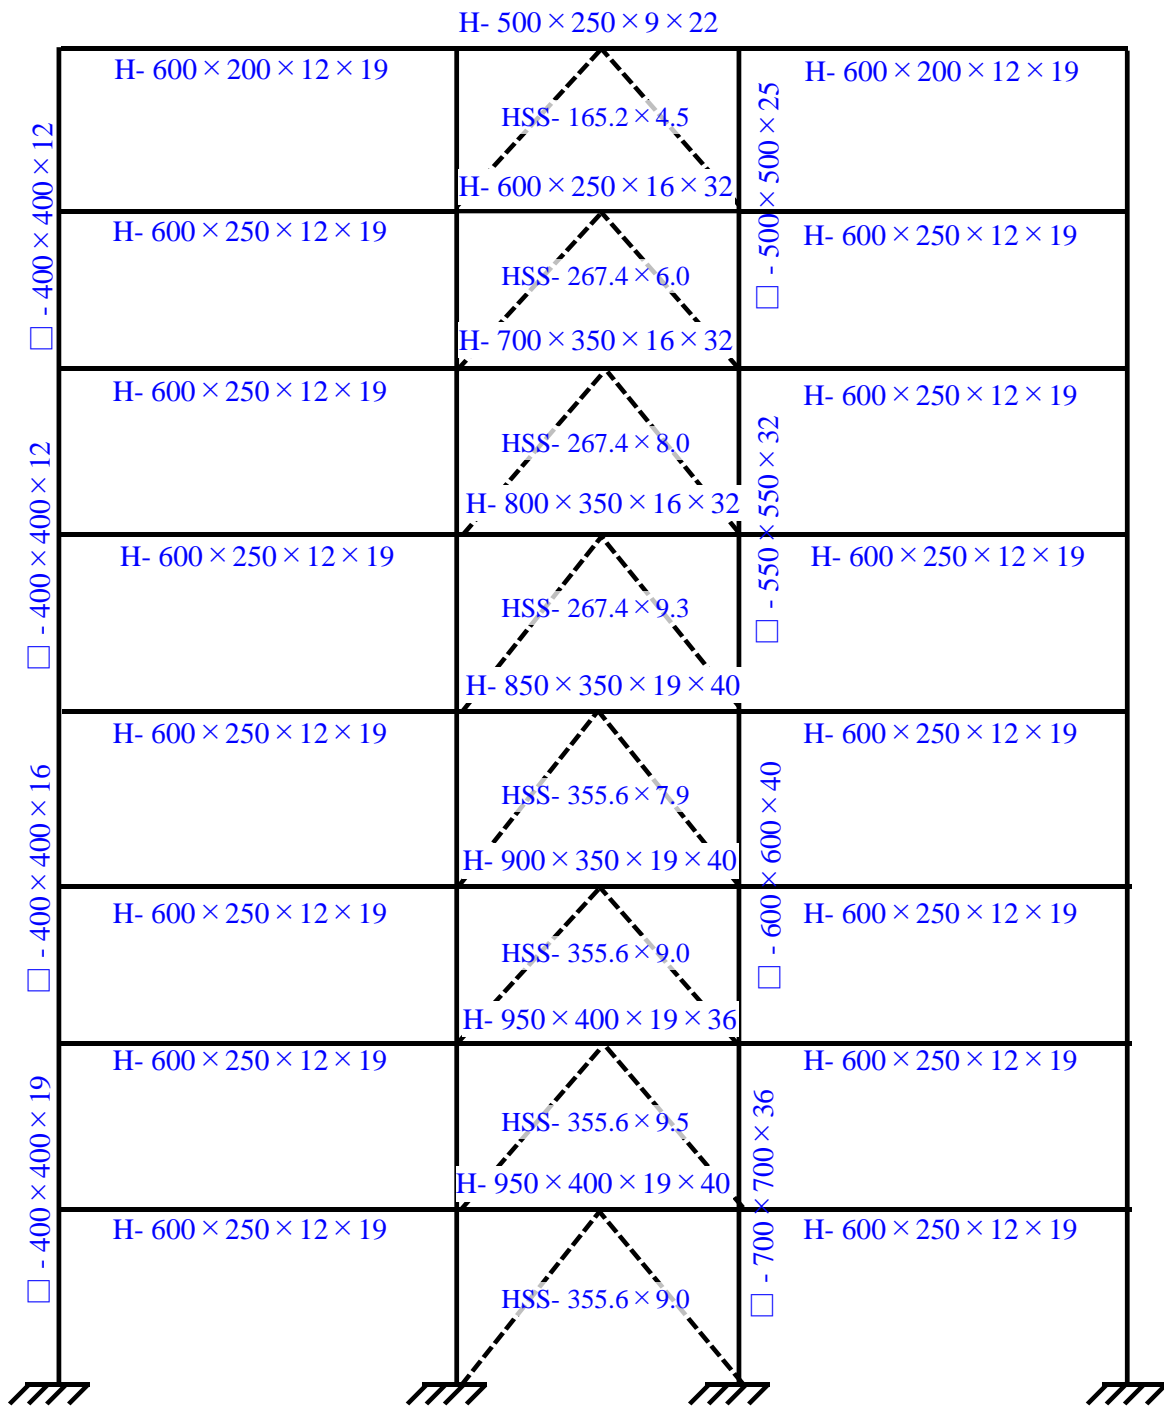 H- 500×250×9×22
H- 600×200×12×19
H- 600×200×12×19
HSS- 165.2×4.5
□ - 400×400×12
□ - 500×500×25
H- 600×250×16×32
H- 600×250×12×19
H- 600×250×12×19
HSS- 267.4×6.0
H- 700×350×16×32
H- 600×250×12×19
H- 600×250×12×19
HSS- 267.4×8.0
□ - 400×400×12
□ - 550×550×32
H- 800×350×16×32
H- 600×250×12×19
H- 600×250×12×19
HSS- 267.4×9.3
H- 850×350×19×40
H- 600×250×12×19
H- 600×250×12×19
HSS- 355.6×7.9
□ - 400×400×16
□ - 600×600×40
H- 900×350×19×40
H- 600×250×12×19
H- 600×250×12×19
HSS- 355.6×9.0
H- 950×400×19×36
H- 600×250×12×19
H- 600×250×12×19
HSS- 355.6×9.5
□ - 400×400×19
□ - 700×700×36
H- 950×400×19×40
H- 600×250×12×19
H- 600×250×12×19
HSS- 355.6×9.0